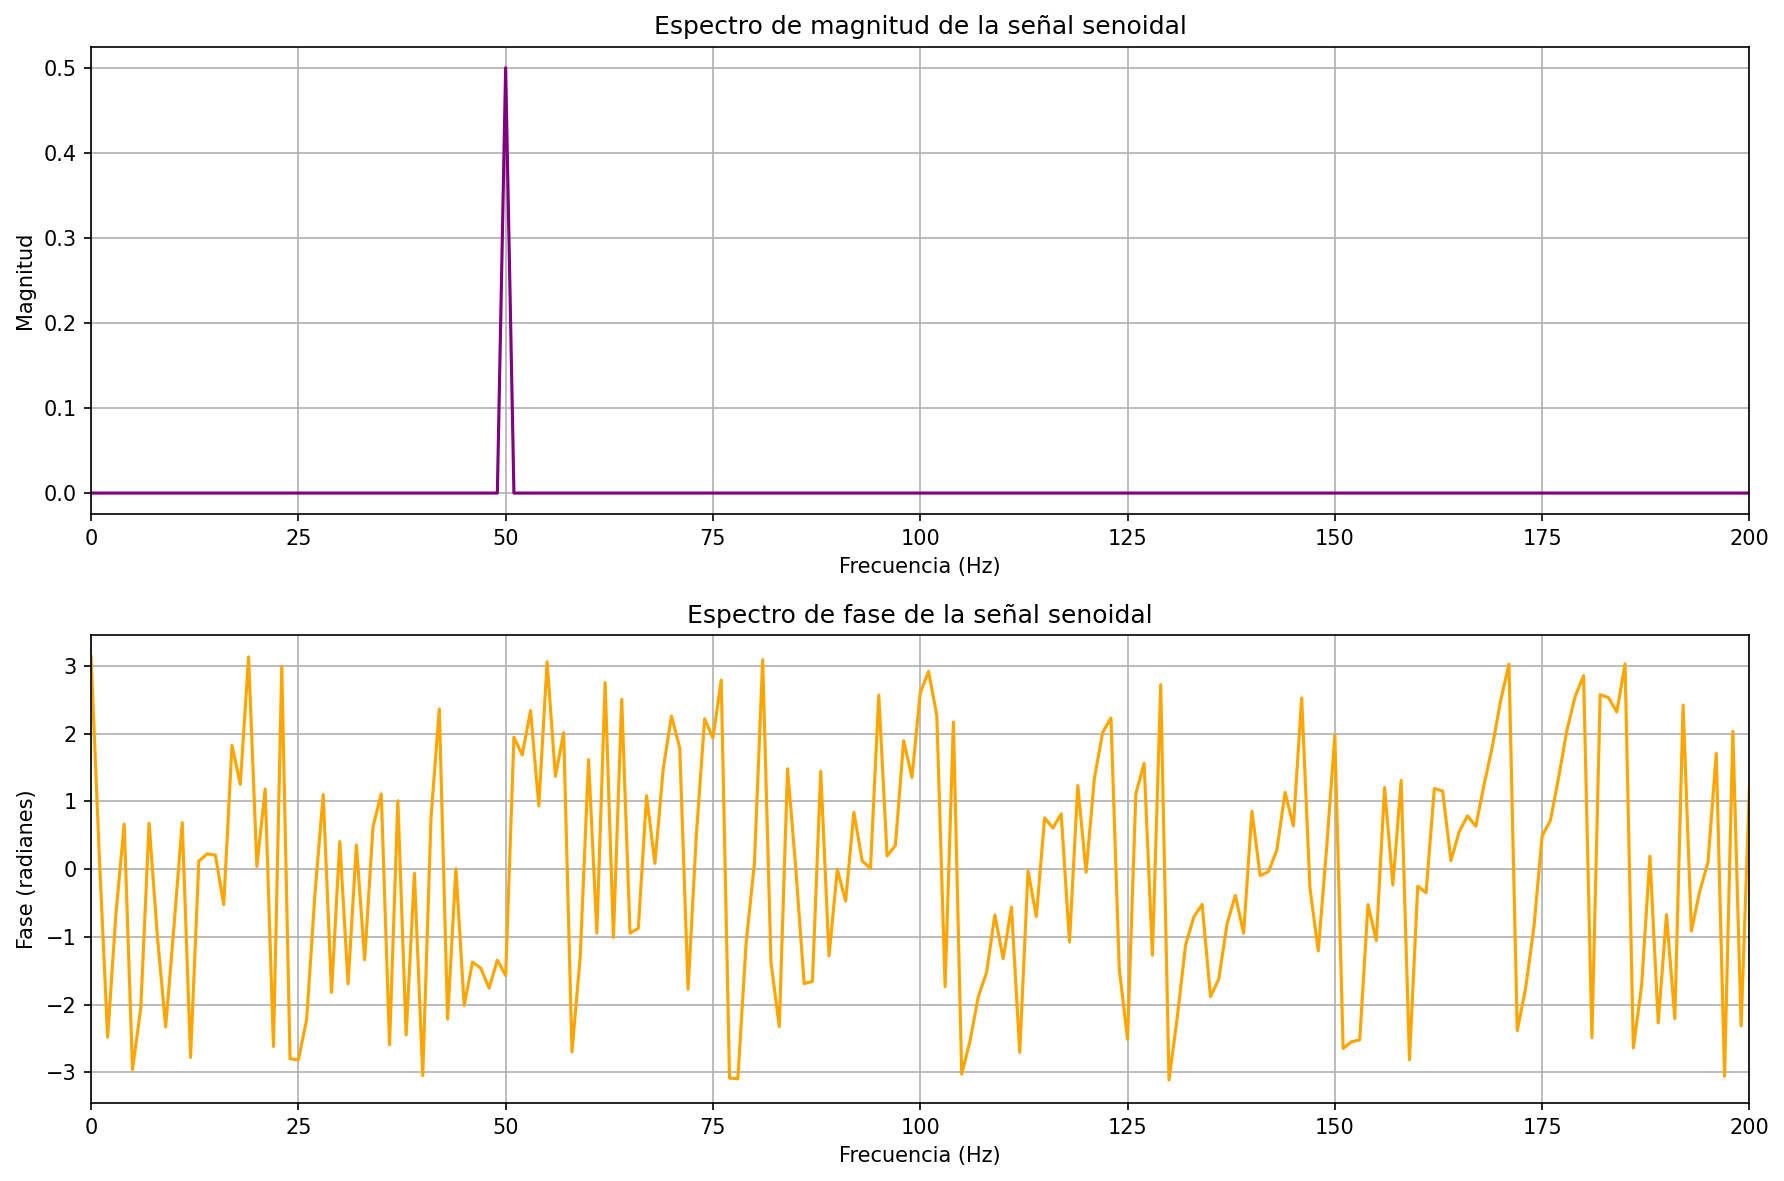 Espectro de magnitud de la señal senoidal
0.5
0.4
0.3
0.2
0.1
0.0
Magnitud
0 25 50 75 100 125 150 175 200
Frecuencia (Hz)
Espectro de fase de la señal senoidal
3
2
1
0
−1
−2
−3
Fase (radianes)
0 25 50 75 100 125 150 175 200
Frecuencia (Hz)